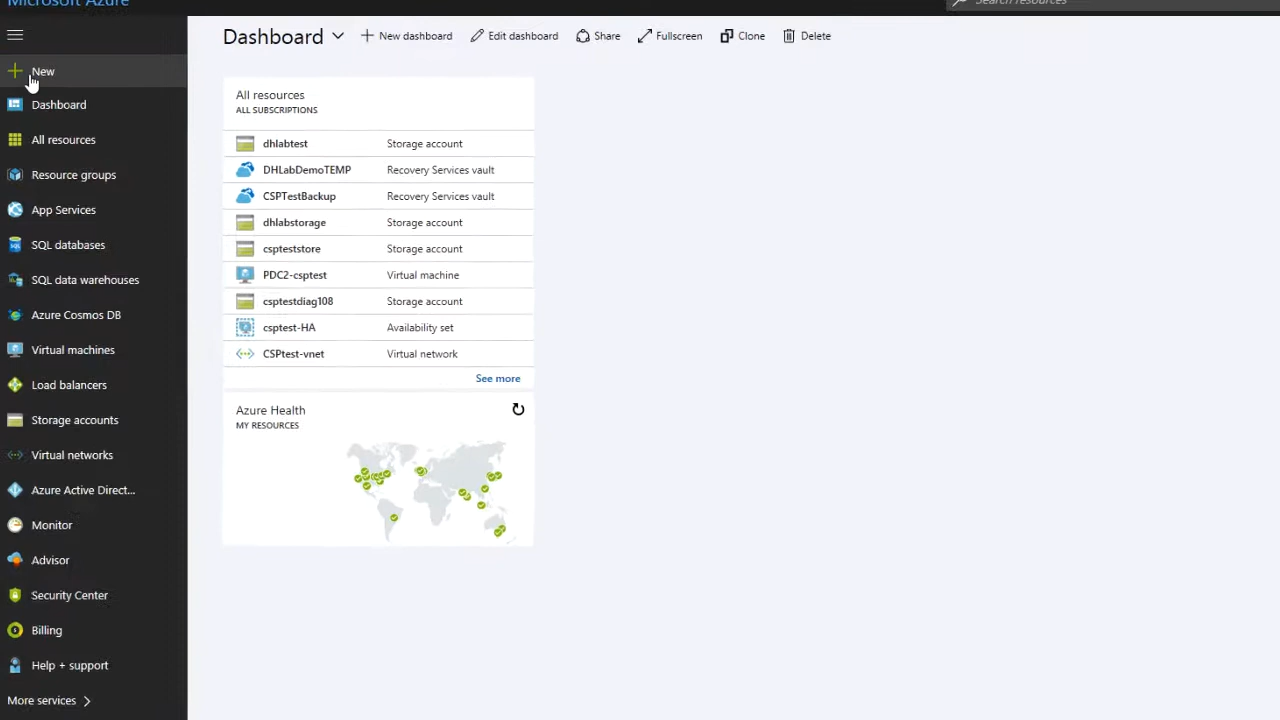 Microsoft Azure
Search resources
New
Dashboard
All resources
Resource groups
App Services
SQL databases
SQL data warehouses
Azure Cosmos DB
Virtual machines
Load balancers
Storage accounts
Virtual networks
Azure Active Direct...
Monitor
Advisor
Security Center
Billing
Help + support
More services
Dashboard New dashboard Edit dashboard Share Fullscreen Clone Delete
All resources
ALL SUBSCRIPTIONS
dhlabtest Storage account
DHLabDemoTEMP Recovery Services vault
CSPTestBackup Recovery Services vault
dhlabstorage Storage account
cspteststore Storage account
PDC2-csptest Virtual machine
csptestdiag108 Storage account
csptest-HA Availability set
CSPtest-vnet Virtual network
See more
Azure Health
MY RESOURCES